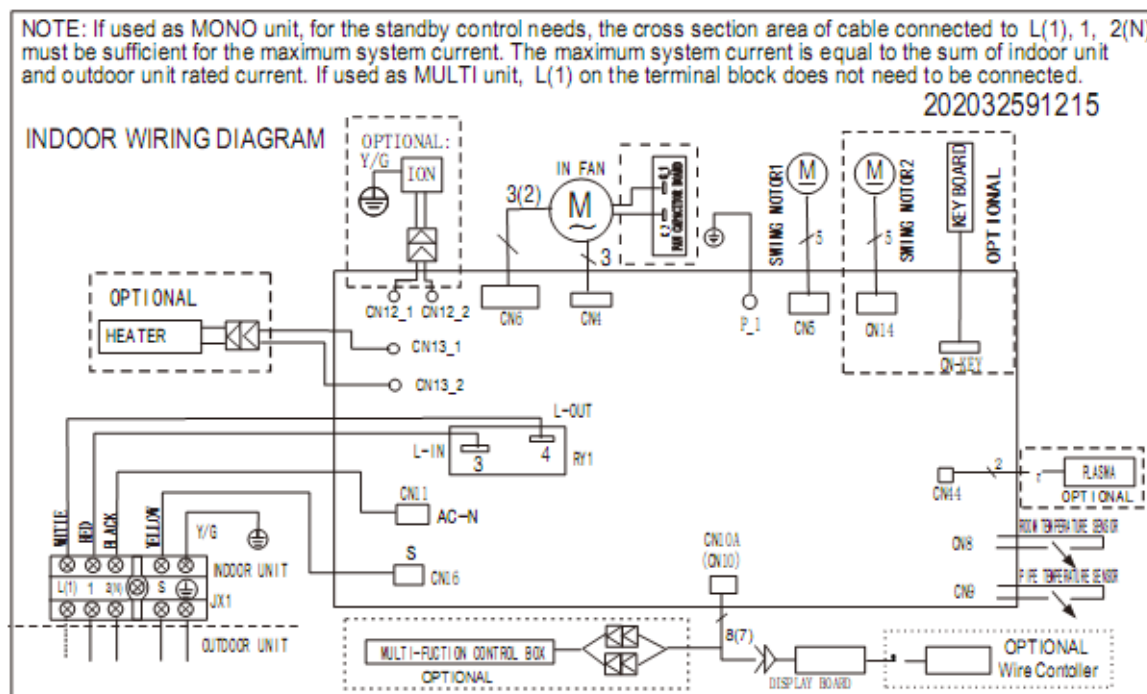 NOTE: If used as MONO unit, for the standby control needs, the cross section area of cable connected to L(1), 1, 2(N)
must be sufficient for the maximum system current. The maximum system current is equal to the sum of indoor unit
and outdoor unit rated current. If used as MULTI unit, L(1) on the terminal block does not need to be connected.
202032591215
INDOOR WIRING DIAGRAM
OPTIONAL:
Y/G
ION
IN FAN
3(2)
M
3
FAN CAPACITOR BOARD
SWING MOTOR1
M
5
SWING MOTOR2
M
5
KEY BOARD
OPTIONAL
OPTIONAL
HEATER
CN12_1
CN12_2
CN6
CN4
P_1
CN5
CN14
CN-KEY
CN13_1
CN13_2
L-OUT
L-IN
3
4
RY1
CN11
AC-N
CN44
2
PLASMA
OPTIONAL
RED
BLACK
YELLOW
Y/G
INDOOR UNIT
L(1)
1
S
JX1
OUTDOOR UNIT
S
CN16
CN10A
(CN10)
CN8
ROOM TEMPERATURE SENSOR
CN9
PIPE TEMPERATURE SENSOR
8(7)
MULTI-FUCTION CONTROL BOX
OPTIONAL
DISPLAY BOARD
OPTIONAL
Wire Contoller